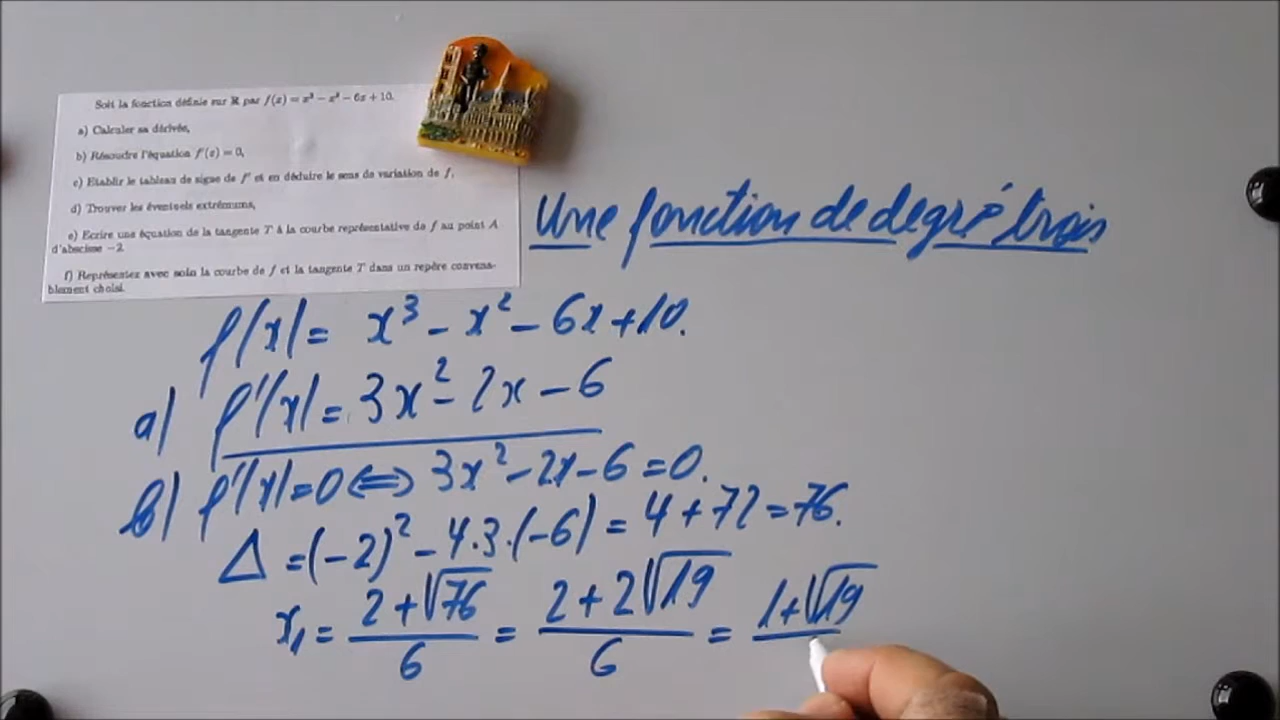 Soit la fonction définie sur ℝ par f(x) = x³ − x² − 6x + 10.
a) Calculer sa dérivée,
b) Résoudre l'équation f'(x) = 0,
c) Etablir le tableau de signe de f' et en déduire le sens de variation de f,
d) Trouver les éventuels extrémums,
e) Ecrire une équation de la tangente T à la courbe représentative de f au point A
d'abscisse −2.
f) Représentez avec soin la courbe de f et la tangente T dans un repère convena-
blement choisi.
Une fonction de degré trois
f(x) = x³ − x² − 6x + 10.
a) f'(x) = 3x² − 2x − 6
b) f'(x) = 0 ⟺ 3x² − 2x − 6 = 0.
Δ = (−2)² − 4.3.(−6) = 4 + 72 = 76.
x₁ = (2 + √76)/6 = (2 + 2√19)/6 = 1 + √19